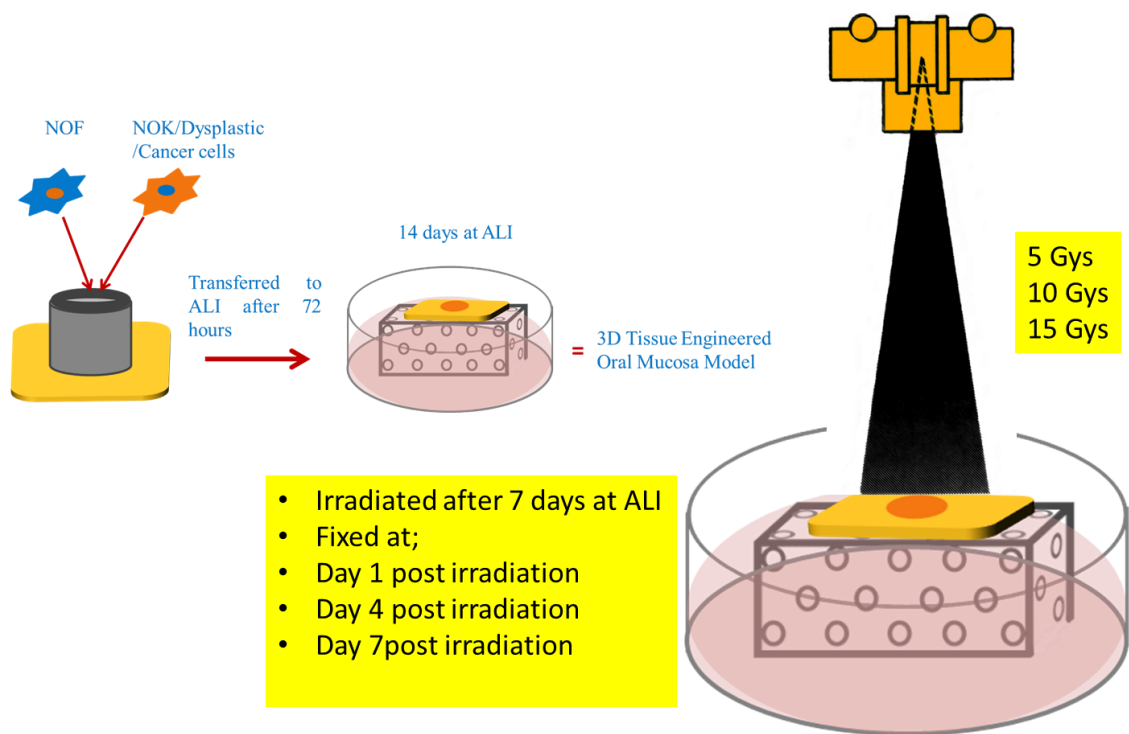 NOF
NOK/Dysplastic
/Cancer cells
Transferred to
ALI after 72
hours
14 days at ALI
= 3D Tissue Engineered
Oral Mucosa Model
5 Gys
10 Gys
15 Gys
• Irradiated after 7 days at ALI
• Fixed at;
• Day 1 post irradiation
• Day 4 post irradiation
• Day 7post irradiation